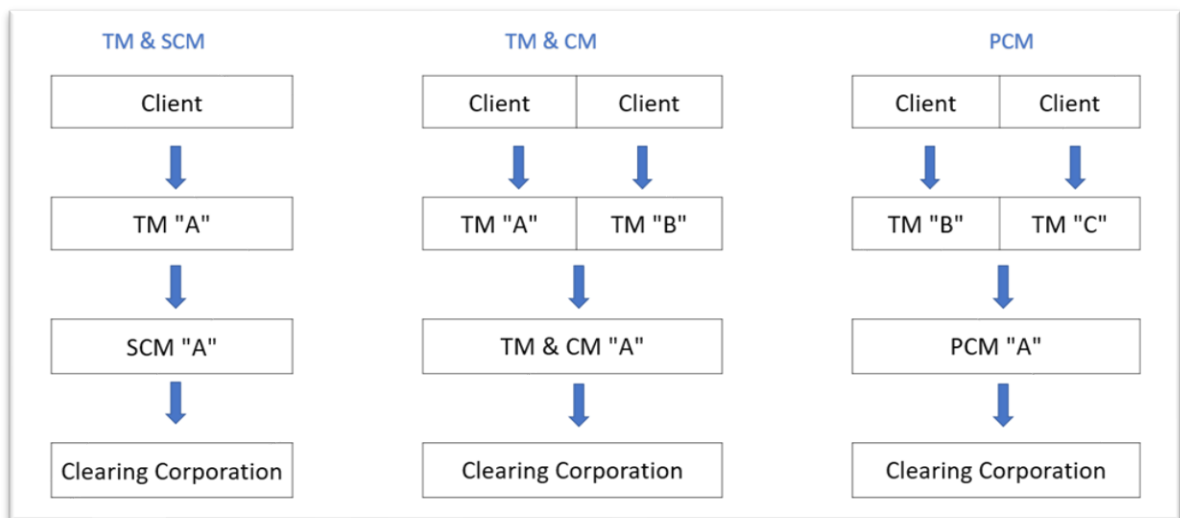 TM & SCM TM & CM PCM
Client Client Client Client Client
TM "A" TM "A" TM "B" TM "B" TM "C"
SCM "A" TM & CM "A" PCM "A"
Clearing Corporation Clearing Corporation Clearing Corporation